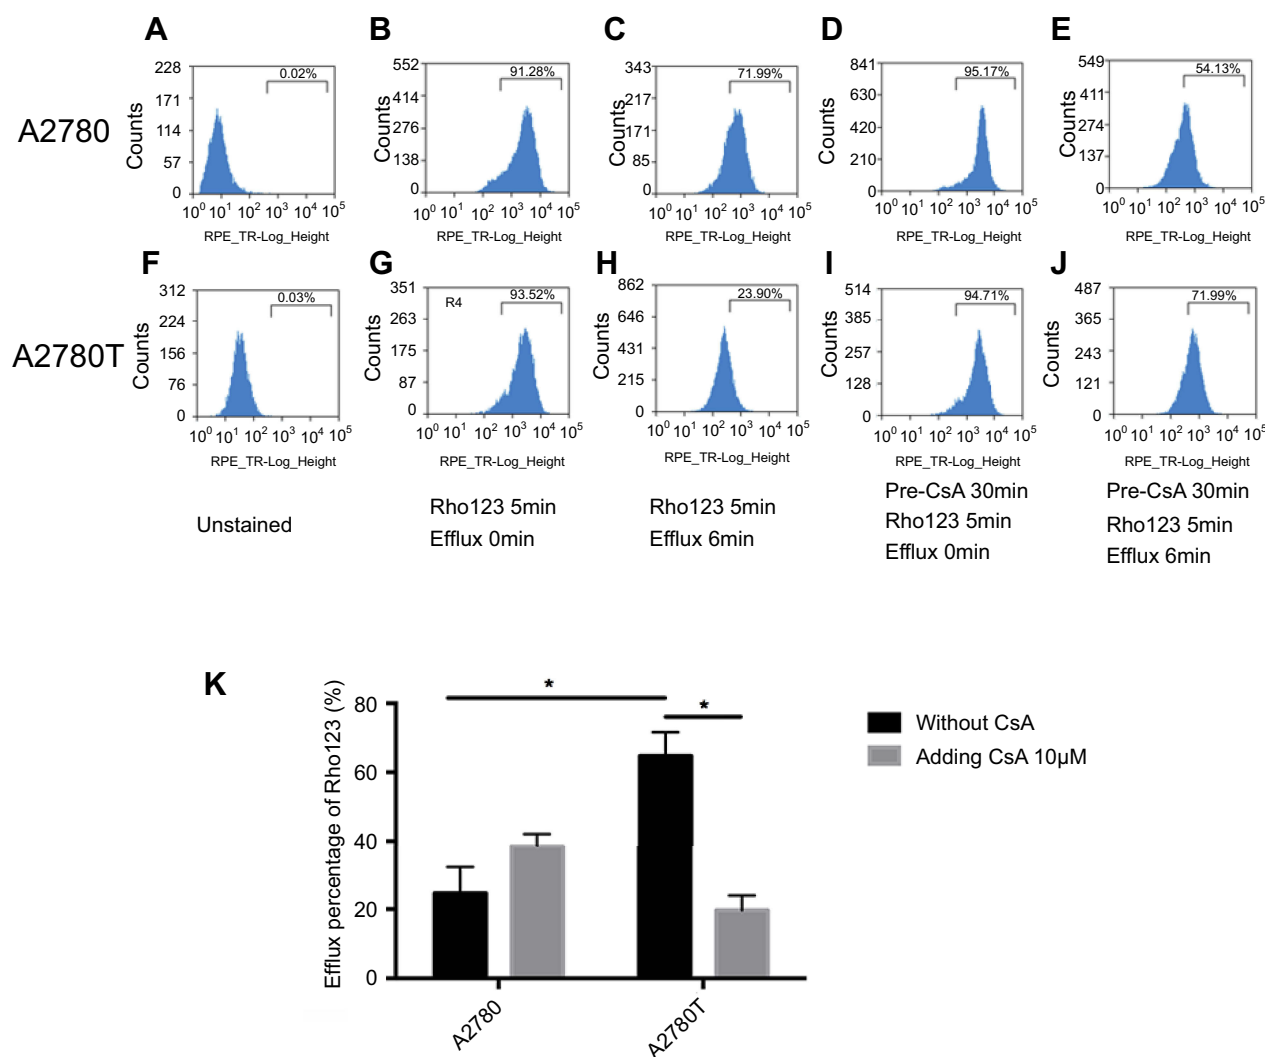 A
B
C
D
E
A2780
228
171
114
57
0
Counts
0.02%
10^0 10^1 10^2 10^3 10^4 10^5
RPE_TR-Log_Height
552
414
276
138
0
Counts
91.28%
10^0 10^1 10^2 10^3 10^4 10^5
RPE_TR-Log_Height
343
217
171
85
0
Counts
71.99%
10^0 10^1 10^2 10^3 10^4 10^5
RPE_TR-Log_Height
841
630
420
210
0
Counts
95.17%
10^0 10^1 10^2 10^3 10^4 10^5
RPE_TR-Log_Height
549
411
274
137
0
Counts
54.13%
10^0 10^1 10^2 10^3 10^4 10^5
RPE_TR-Log_Height
F
G
H
I
J
A2780T
312
224
156
76
0
Counts
0.03%
10^0 10^1 10^2 10^3 10^4 10^5
RPE_TR-Log_Height
351
263
175
87
0
Counts
R4
93.52%
10^0 10^1 10^2 10^3 10^4 10^5
RPE_TR-Log_Height
862
646
431
215
0
Counts
23.90%
10^0 10^1 10^2 10^3 10^4 10^5
RPE_TR-Log_Height
514
385
257
128
0
Counts
94.71%
10^0 10^1 10^2 10^3 10^4 10^5
RPE_TR-Log_Height
487
365
243
121
0
Counts
71.99%
10^0 10^1 10^2 10^3 10^4 10^5
RPE_TR-Log_Height
Unstained
Rho123 5min
Efflux 0min
Rho123 5min
Efflux 6min
Pre-CsA 30min
Rho123 5min
Efflux 0min
Pre-CsA 30min
Rho123 5min
Efflux 6min
K
Efflux percentage of Rho123 (%)
80
60
40
20
0
*
*
A2780
A2780T
Without CsA
Adding CsA 10μM